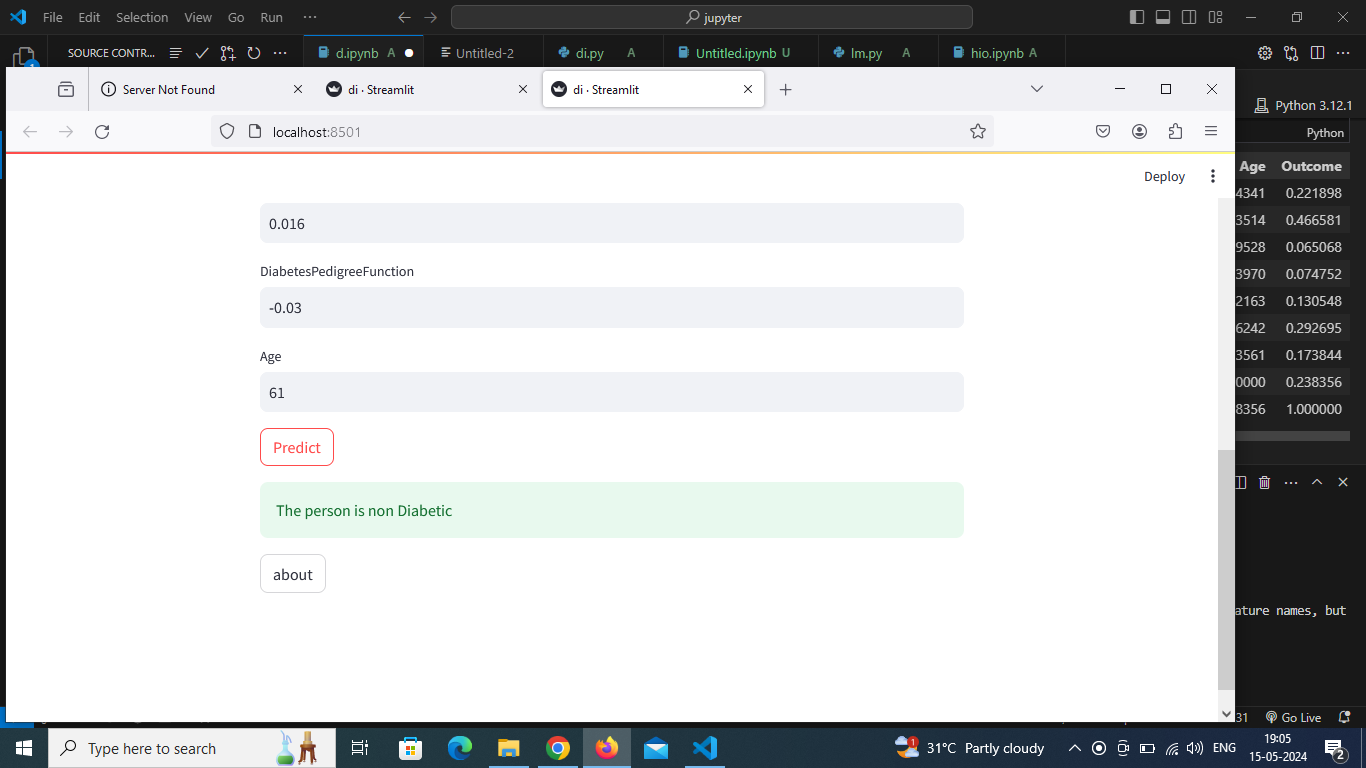 File Edit Selection View Go Run ··· jupyter
SOURCE CONTR... d.ipynb A Untitled-2 di.py A Untitled.ipynb U lm.py A hio.ipynb A
Server Not Found di · Streamlit di · Streamlit
Python 3.12.1
localhost:8501
Python
Age Outcome
Deploy
4341 0.221898
3514 0.466581
9528 0.065068
3970 0.074752
2163 0.130548
6242 0.292695
3561 0.173844
0000 0.238356
8356 1.000000
0.016
DiabetesPedigreeFunction
-0.03
Age
61
Predict
The person is non Diabetic
about
ature names, but
31 Go Live
Type here to search
1
31°C Partly cloudy
ENG
19:05
15-05-2024
2